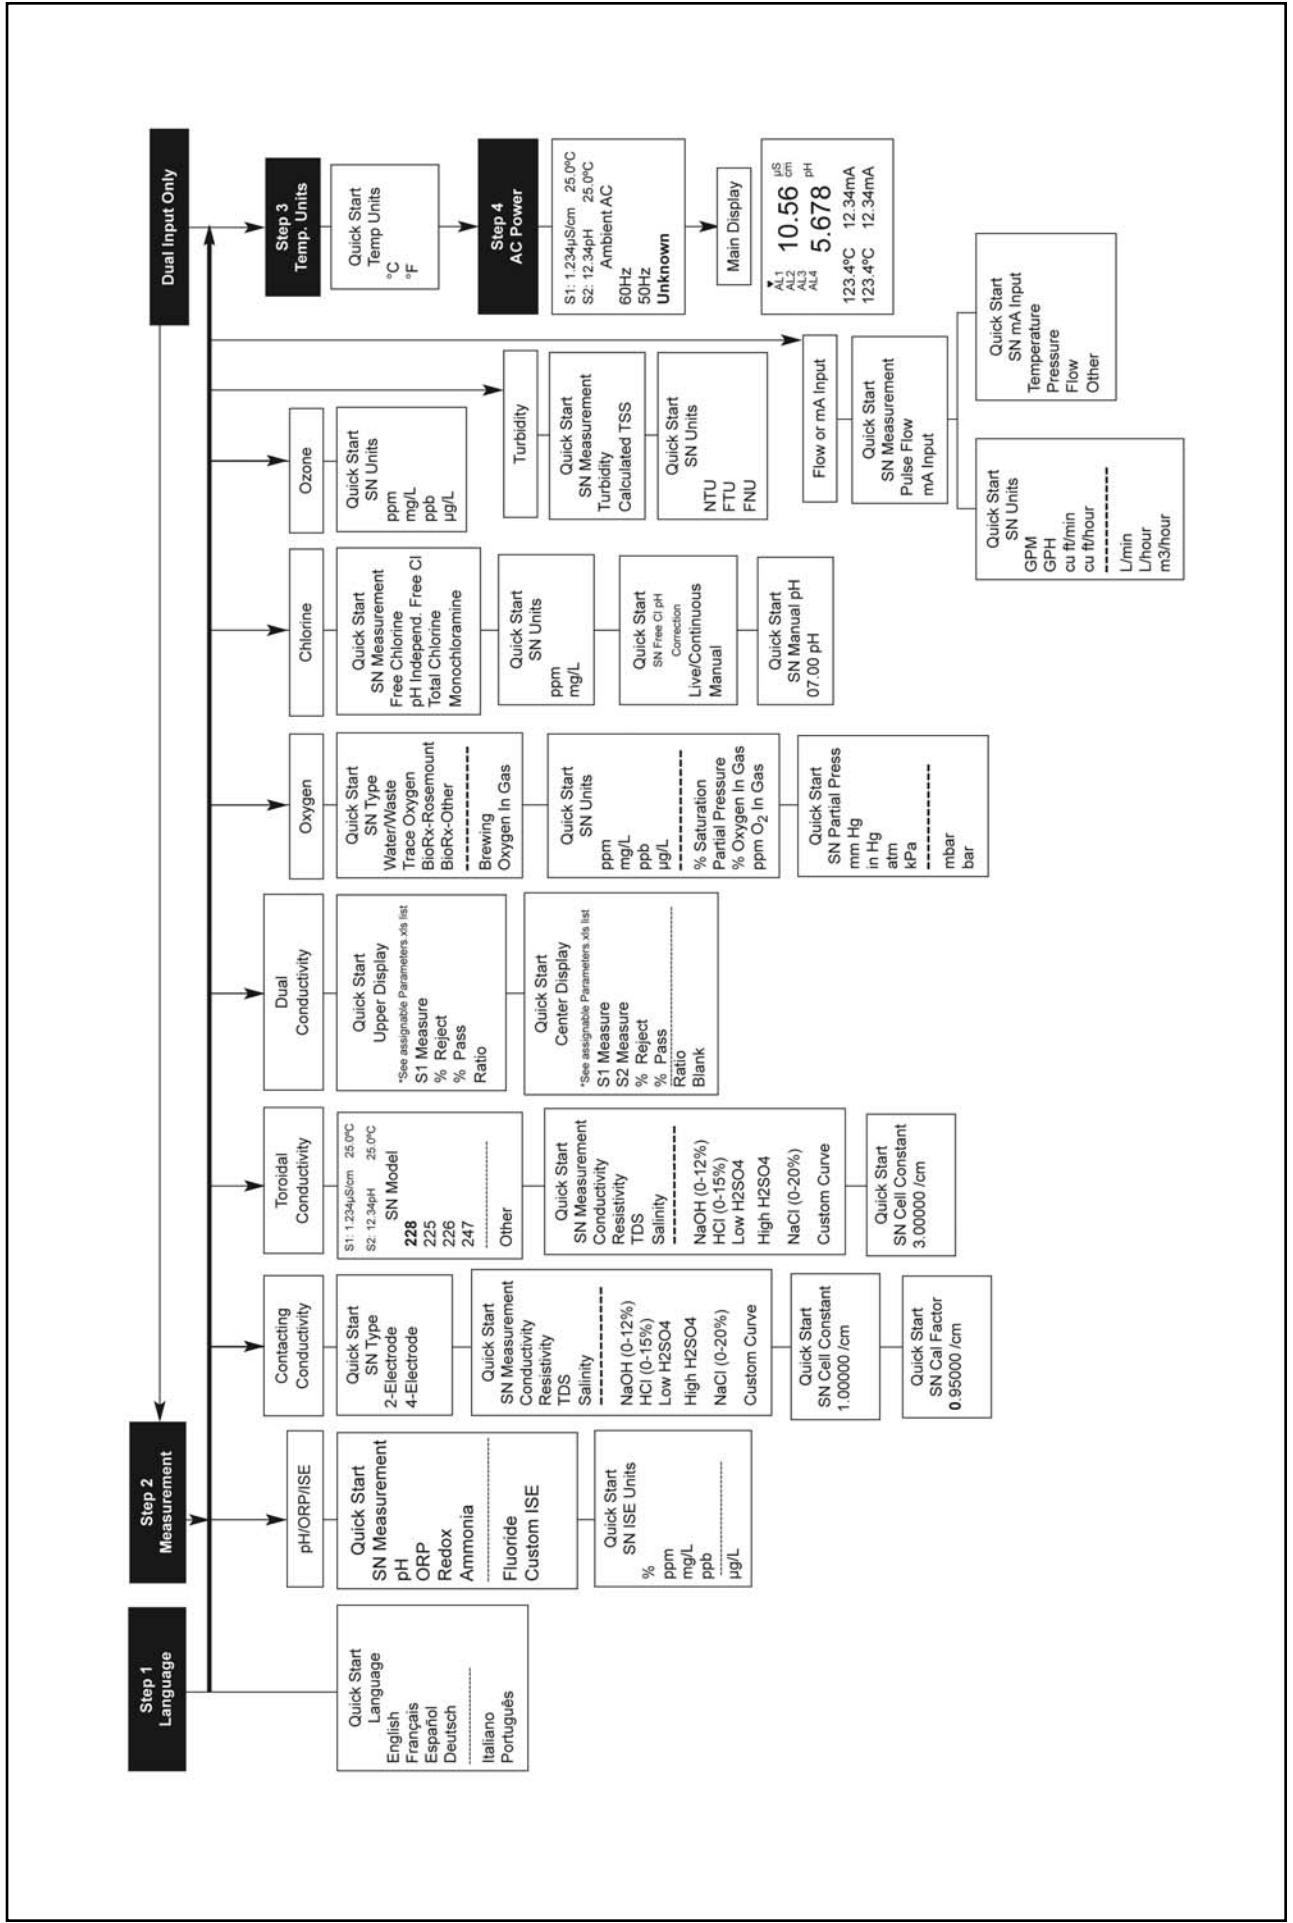 Step 1
Language
Quick Start
Language
English
Français
Español
Deutsch
Italiano
Português
Step 2
Measurement
pH/ORP/ISE
Quick Start
SN Measurement
pH
ORP
Redox
Ammonia
Fluoride
Custom ISE
Quick Start
SN ISE Units
%
ppm
mg/L
ppb
µg/L
Contacting
Conductivity
Quick Start
SN Type
2-Electrode
4-Electrode
Quick Start
SN Measurement
Conductivity
Resistivity
TDS
Salinity
NaOH (0-12%)
HCl (0-15%)
Low H2SO4
High H2SO4
NaCl (0-20%)
Custom Curve
Quick Start
SN Cell Constant
1.00000 /cm
Quick Start
SN Cal Factor
0.95000 /cm
Toroidal
Conductivity
S1: 1.234µS/cm 25.0ºC
S2: 12.34pH 25.0ºC
SN Model
228
225
226
247
Other
Quick Start
SN Measurement
Conductivity
Resistivity
TDS
Salinity
NaOH (0-12%)
HCl (0-15%)
Low H2SO4
High H2SO4
NaCl (0-20%)
Custom Curve
Quick Start
SN Cell Constant
3.00000 /cm
Dual
Conductivity
Quick Start
Upper Display
*See assignable Parameters.xls list
S1 Measure
% Reject
% Pass
Ratio
Quick Start
Center Display
*See assignable Parameters.xls list
S1 Measure
S2 Measure
% Reject
% Pass
Ratio
Blank
Oxygen
Quick Start
SN Type
Water/Waste
Trace Oxygen
BioRx-Rosemount
BioRx-Other
Brewing
Oxygen In Gas
Quick Start
SN Units
ppm
mg/L
ppb
µg/L
% Saturation
Partial Pressure
% Oxygen In Gas
ppm O2 In Gas
Quick Start
SN Partial Press
mm Hg
in Hg
atm
kPa
mbar
bar
Chlorine
Quick Start
SN Measurement
Free Chlorine
pH Independ. Free Cl
Total Chlorine
Monochloramine
Quick Start
SN Units
ppm
mg/L
Quick Start
SN Free Cl pH
Correction
Live/Continuous
Manual
Quick Start
SN Manual pH
07.00 pH
Ozone
Quick Start
SN Units
ppm
mg/L
ppb
µg/L
Turbidity
Quick Start
SN Measurement
Turbidity
Calculated TSS
Quick Start
SN Units
NTU
FTU
FNU
Flow or mA Input
Quick Start
SN Measurement
Pulse Flow
mA Input
Quick Start
SN Units
GPM
GPH
cu ft/min
cu ft/hour
L/min
L/hour
m3/hour
Quick Start
SN mA Input
Temperature
Pressure
Flow
Other
Dual Input Only
Step 3
Temp. Units
Quick Start
Temp Units
°C
°F
Step 4
AC Power
S1: 1.234µS/cm 25.0ºC
S2: 12.34pH 25.0ºC
Ambient AC
60Hz
50Hz
Unknown
Main Display
AL1
AL2
AL3
AL4
10.56 µS cm
5.678 pH
123.4ºC 12.34mA
123.4ºC 12.34mA